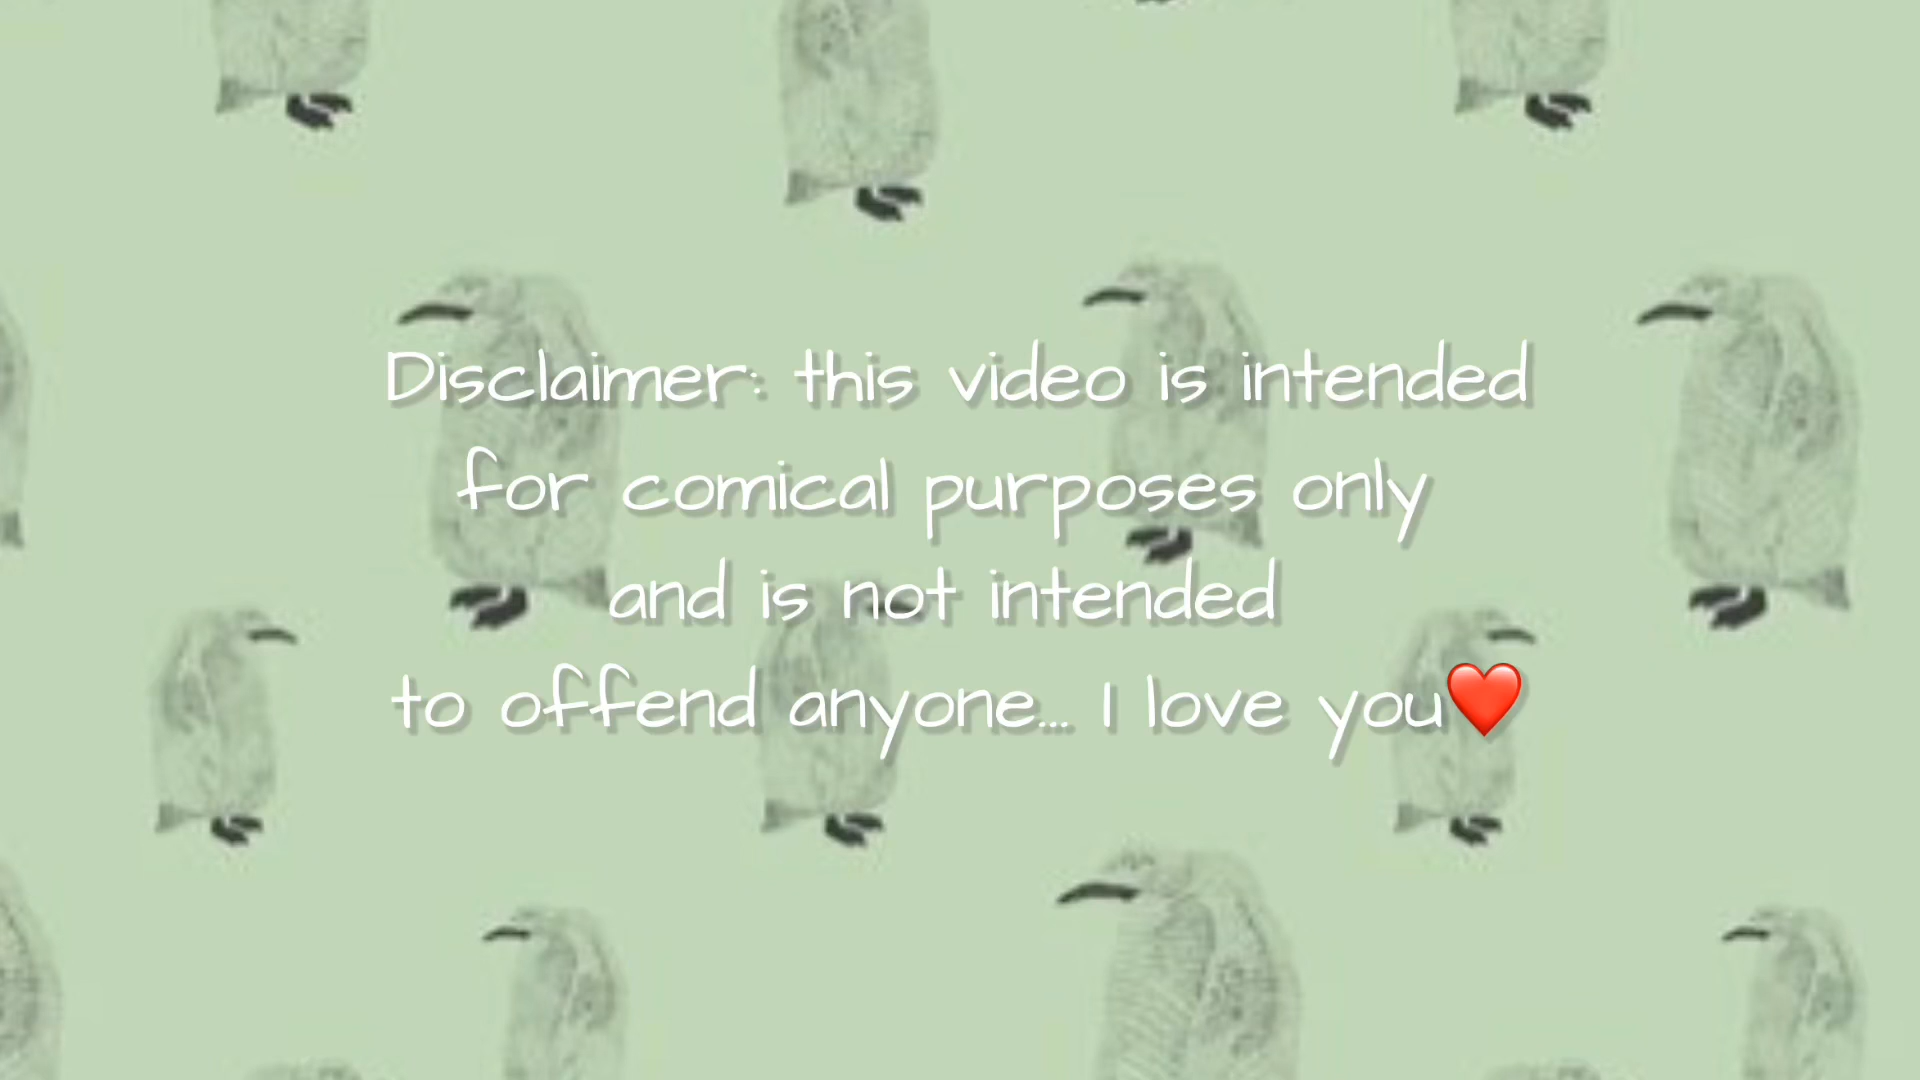 Disclaimer: this video is intended
for comical purposes only
and is not intended
to offend anyone... I love you❤️